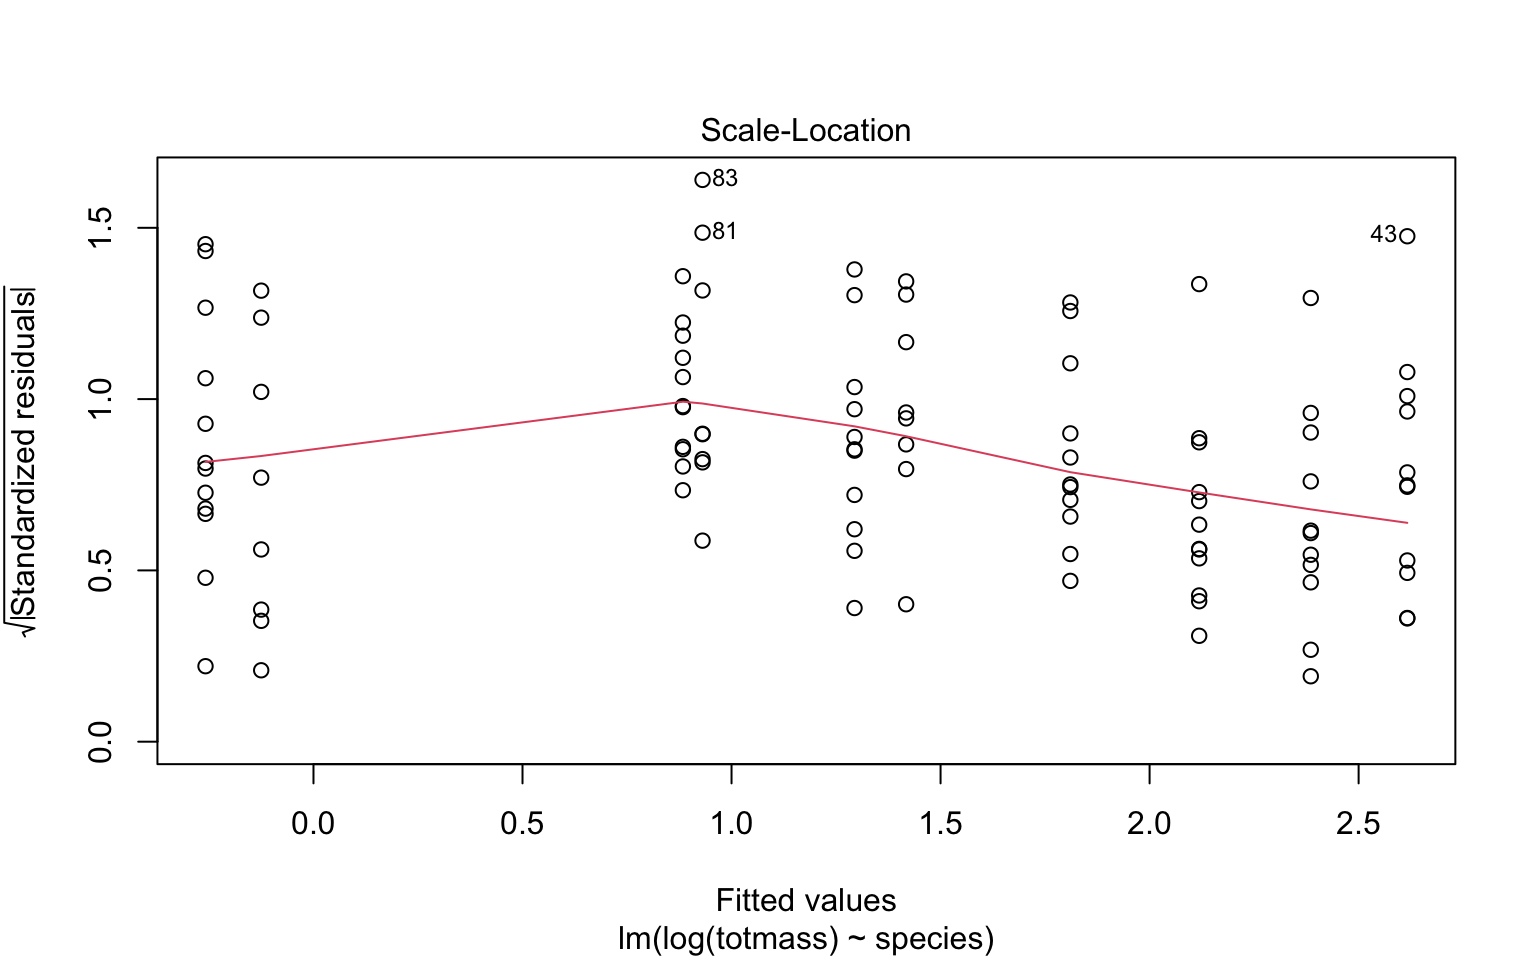 Scale-Location
83
81
43
√|Standardized residuals|
1.5
1.0
0.5
0.0
0.0 0.5 1.0 1.5 2.0 2.5
Fitted values
lm(log(totmass) ~ species)